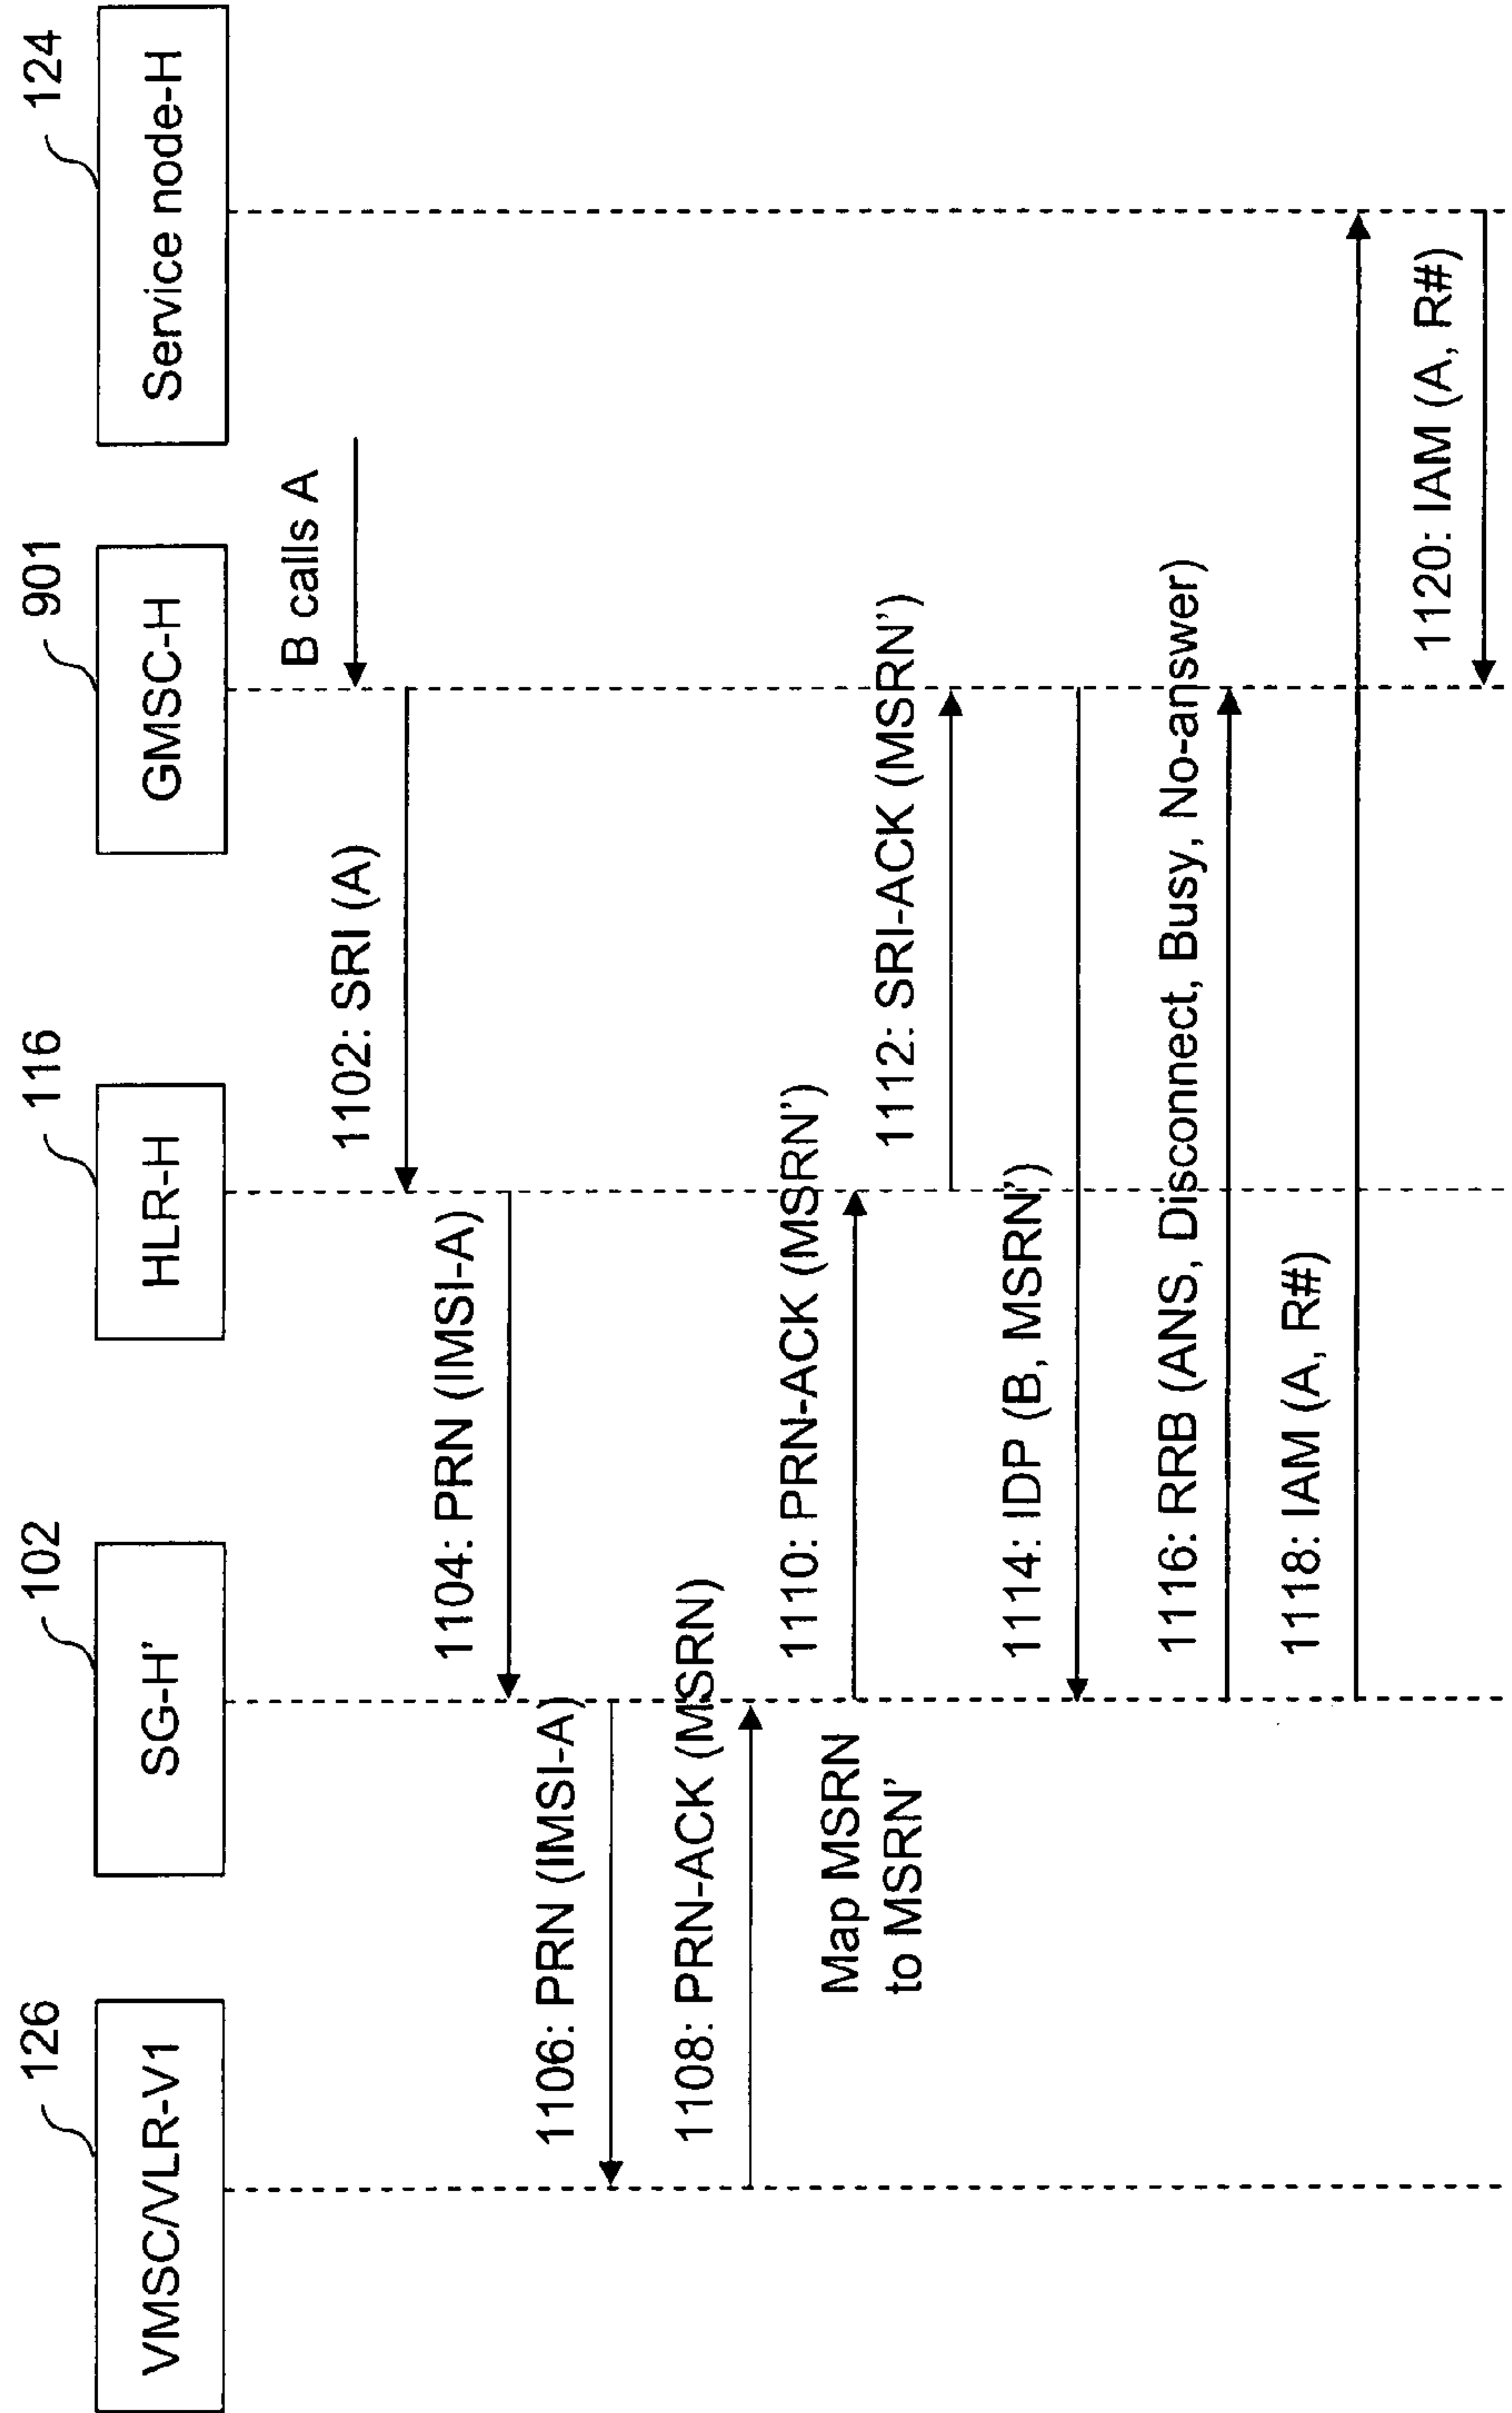 126
VMSC/VLR-V1
102
SG-H'
116
HLR-H
901
GMSC-H
124
Service node-H
B calls A
1102: SRI (A)
1104: PRN (IMSI-A)
1106: PRN (IMSI-A)
1108: PRN-ACK (MSRN)
Map MSRN
to MSRN'
1110: PRN-ACK (MSRN')
1112: SRI-ACK (MSRN')
1114: IDP (B, MSRN')
1116: RRB (ANS, Disconnect, Busy, No-answer)
1118: IAM (A, R#)
1120: IAM (A, R#)